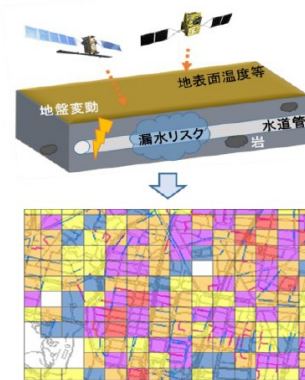 地表面温度等
地盤変動
漏水リスク
水道管
岩